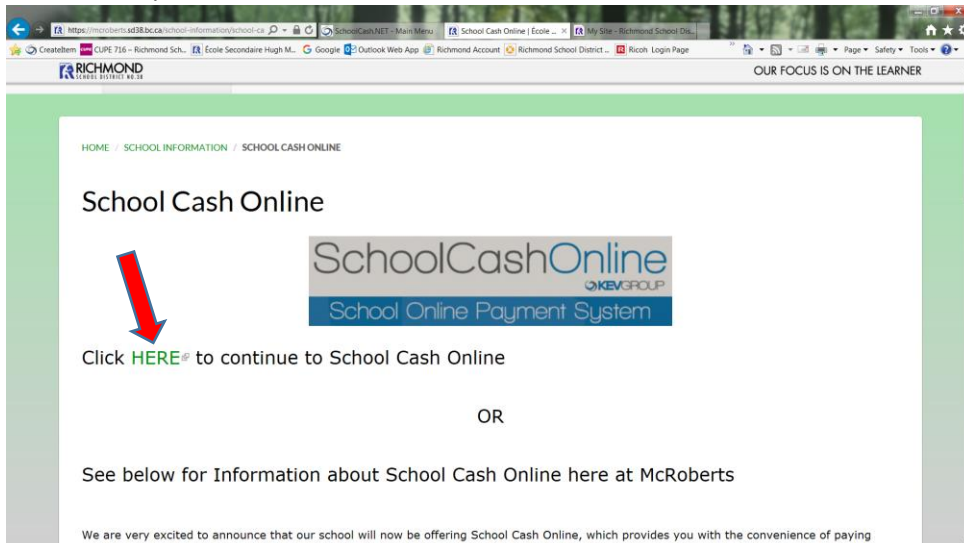 https://mcroberts.sd38.bc.ca/school-information/school-ca
SchoolCash.NET - Main Menu
School Cash Online | École ...
My Site - Richmond School Dis...
CreateItem
CUPE 716 – Richmond Sch...
École Secondaire Hugh M...
Google
Outlook Web App
Richmond Account
Richmond School District ...
Ricoh Login Page
Page
Safety
Tools
RICHMOND
SCHOOL DISTRICT NO.38
OUR FOCUS IS ON THE LEARNER
HOME / SCHOOL INFORMATION / SCHOOL CASH ONLINE
School Cash Online
SchoolCashOnline
KEVGROUP
School Online Payment System
Click HERE to continue to School Cash Online
OR
See below for Information about School Cash Online here at McRoberts
We are very excited to announce that our school will now be offering School Cash Online, which provides you with the convenience of paying